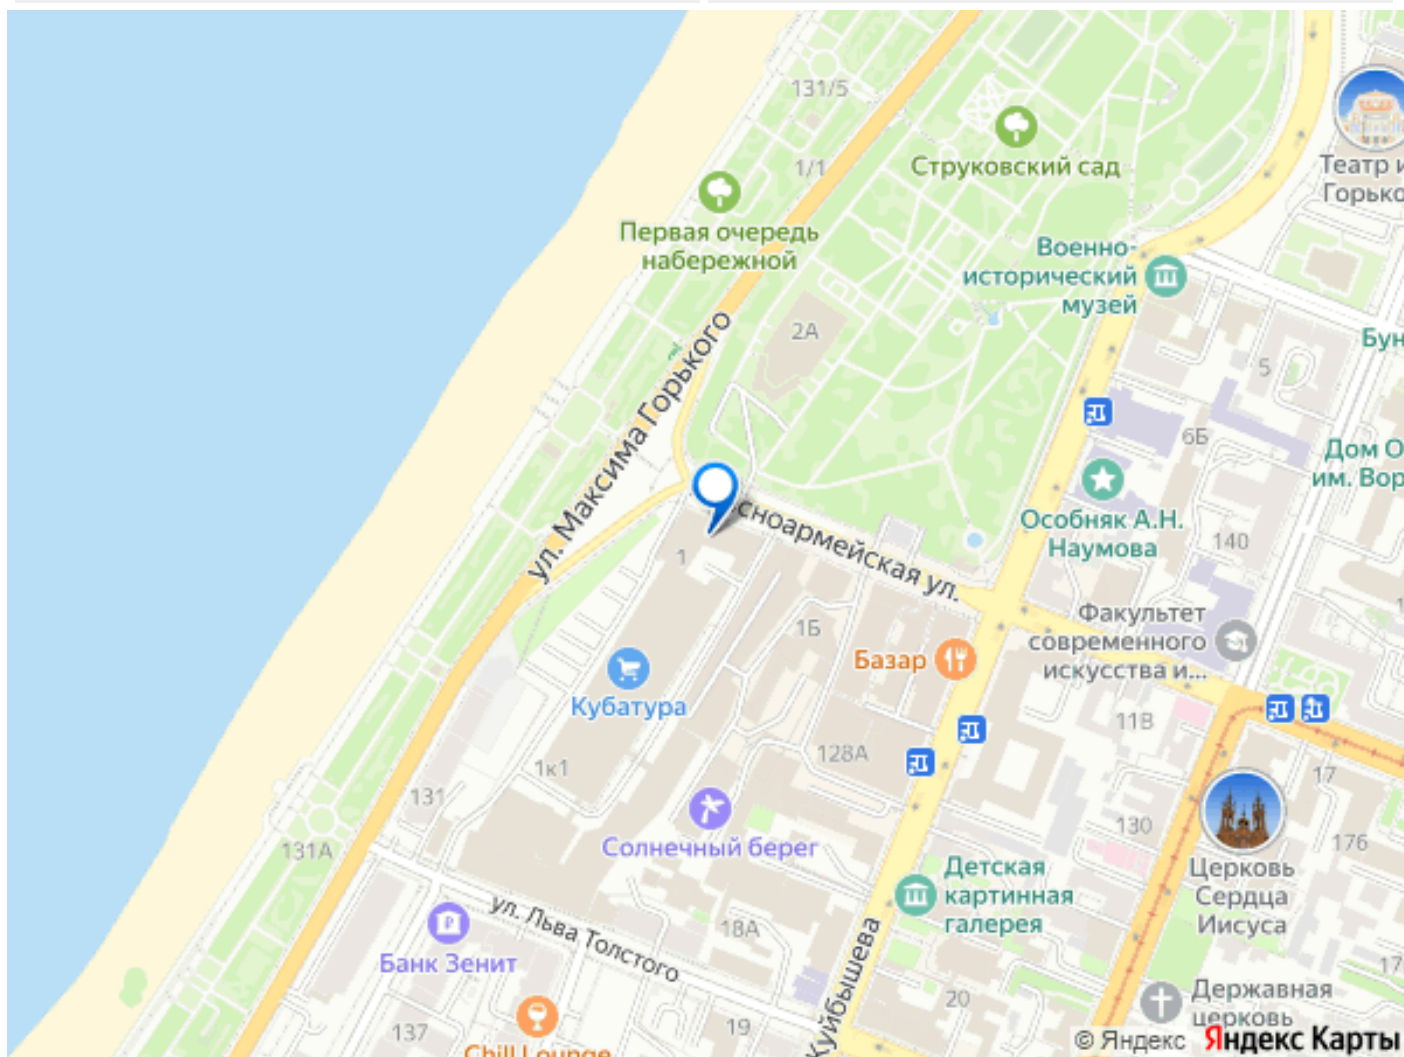 131/5
Струковский сад
Театр и
Горько
1/1
Первая очередь
набережной
Военно-
исторический
музей
2А
Бун
5
ул. Максима Горького
6Б
Дом О
им. Вор
Особняк А.Н.
Наумова
140
сноармейская ул.
1
1Б
Факультет
современного
искусства и...
Базар
Кубатура
11В
128А
1к1
17
131
130
176
Солнечный берег
131А
Церковь
Сердца
Иисуса
Детская
картинная
галерея
ул. Льва Толстого
18А
Банк Зенит
Куйбышева
17
20
Державная
церковь
137
19
Chill Lounge
© Яндекс Яндекс Карты